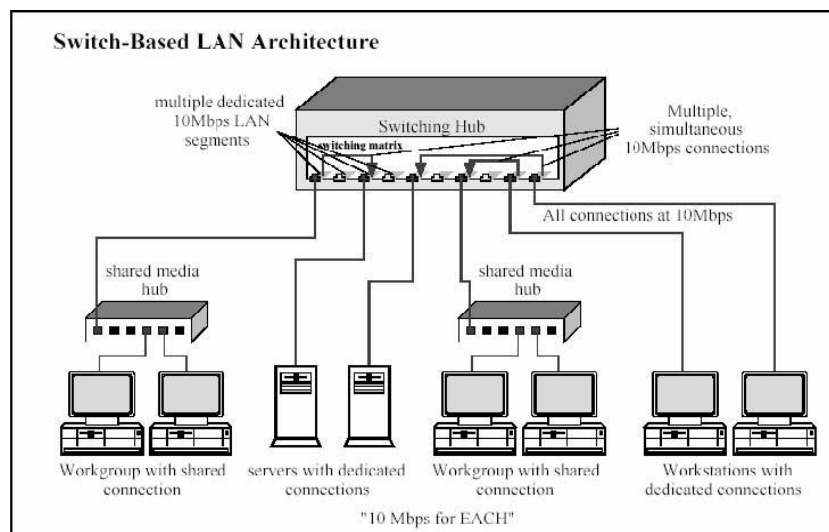 Switch-Based LAN Architecture
multiple dedicated
10Mbps LAN
segments
Switching Hub
switching matrix
Multiple,
simultaneous
10Mbps connections
All connections at 10Mbps
shared media
hub
shared media
hub
Workgroup with shared
connection
servers with dedicated
connections
Workgroup with shared
connection
Workstations with
dedicated connections
"10 Mbps for EACH"